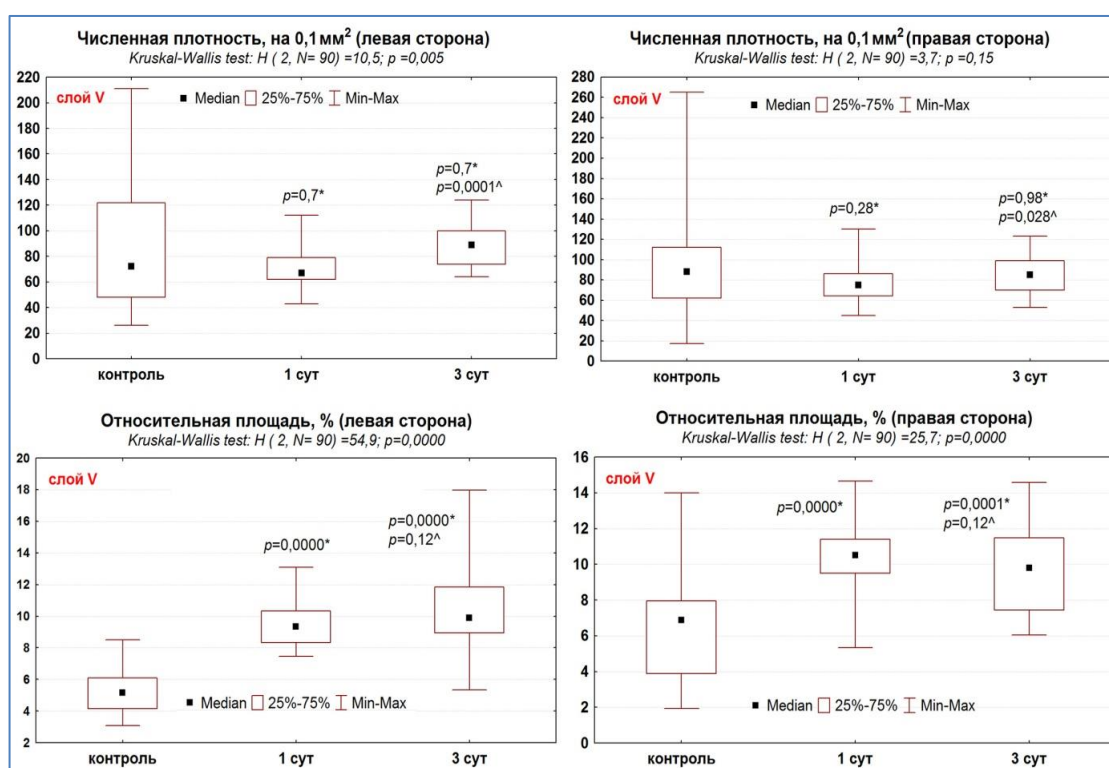 Численная плотность, на 0,1мм² (левая сторона)
Kruskal-Wallis test: H ( 2, N= 90) =10,5; p =0,005
220
200
180
160
140
120
100
80
60
40
20
0
слой V
Median 25%-75% Min-Max
p=0,7*
p=0,7*
p=0,0001^
контроль 1 сут 3 сут
Численная плотность, на 0,1мм² (правая сторона)
Kruskal-Wallis test: H ( 2, N= 90) =3,7; p =0,15
280
260
240
220
200
180
160
140
120
100
80
60
40
20
0
слой V
Median 25%-75% Min-Max
p=0,28*
p=0,98*
p=0,028^
контроль 1 сут 3 сут
Относительная площадь, % (левая сторона)
Kruskal-Wallis test: H ( 2, N= 90) =54,9; p=0,0000
20
18
16
14
12
10
8
6
4
2
слой V
p=0,0000*
p=0,0000*
p=0,12^
Median 25%-75% Min-Max
контроль 1 сут 3 сут
Относительная площадь, % (правая сторона)
Kruskal-Wallis test: H ( 2, N= 90) =25,7; p=0,0000
16
14
12
10
8
6
4
2
0
слой V
p=0,0000*
p=0,0001*
p=0,12^
Median 25%-75% Min-Max
контроль 1 сут 3 сут